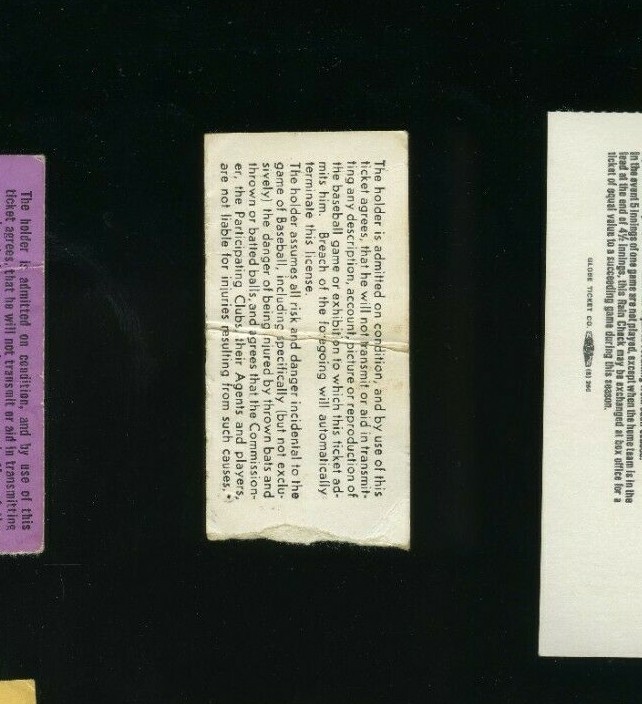 The holder is admitted on condition, and by use of this
ticket agrees, that he will not transmit or aid in transmitting
The holder is admitted on condition, and by use of this
ticket agrees, that he will not transmit or aid in transmit-
ting any description, account, picture or reproduction of
the baseball game or exhibition to which this ticket ad-
mits him. Breach of the foregoing will automatically
terminate this license
The holder assumes all risk and danger incidental to the
game of Baseball, including specifically, (but not exclu-
sively) the danger of being injured by thrown bats and
thrown or batted balls, and agrees that the Commission-
er, the Participating Clubs, their Agents and players,
are not liable for injuries resulting from such causes.
In the event 5 innings of one game are not played, except when the home team is in the
lead at the end of 4½ innings, this Rain Check may be exchanged at box office for a
ticket of equal value to a succeeding game during this season.
GLOBE TICKET CO.